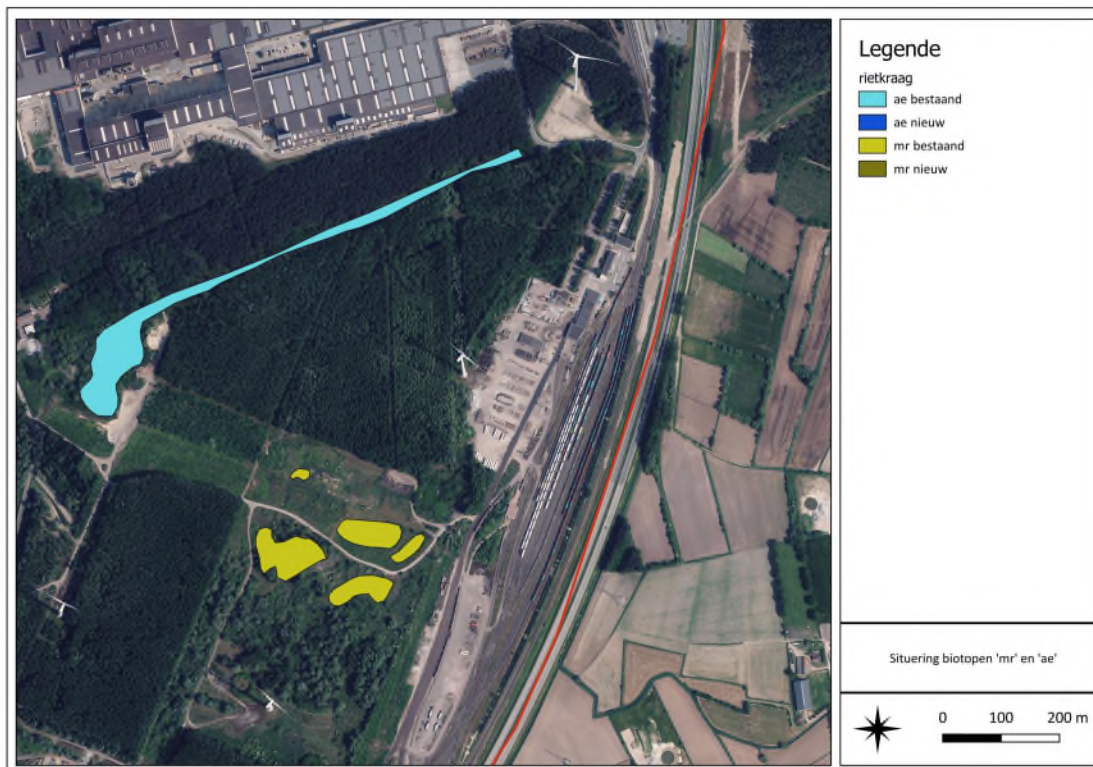 Legende
rietkraag
ae bestaand
ae nieuw
mr bestaand
mr nieuw
Situering biotopen 'mr' en 'ae'
0 100 200 m